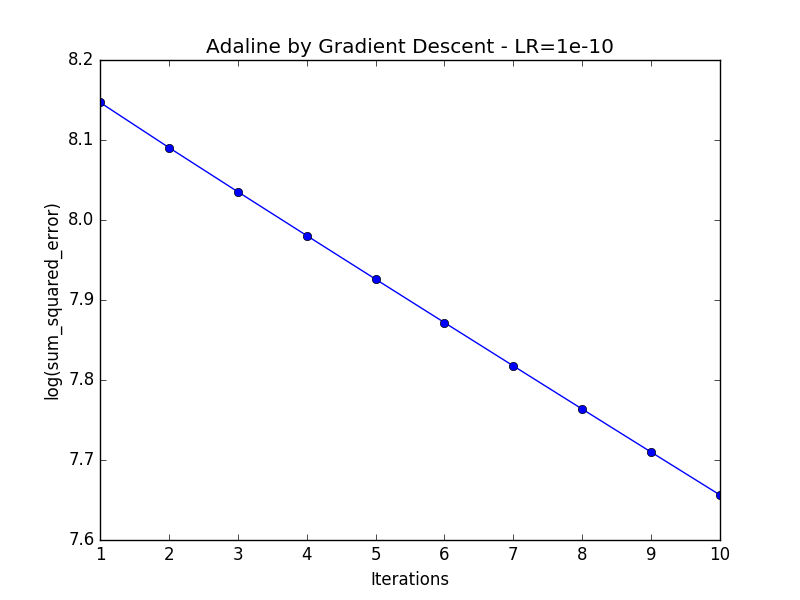 Adaline by Gradient Descent - LR=1e-10
log(sum_squared_error)
8.2
8.1
8.0
7.9
7.8
7.7
7.6
1 2 3 4 5 6 7 8 9 10
Iterations